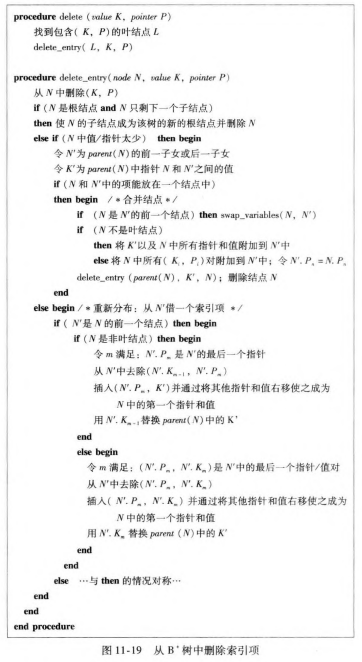 procedure delete (value K, pointer P)
找到包含(K, P)的叶结点 L
delete_entry( L, K, P)
procedure delete_entry(node N, value K, pointer P)
从 N 中删除(K, P)
if (N 是根结点 and N 只剩下一个子结点)
then 使 N 的子结点成为该树的新的根结点并删除 N
else if (N 中值/指针太少) then begin
令 N'为 parent(N)的前一子女或后一子女
令 K'为 parent(N)中指针 N 和 N'之间的值
if (N 和 N'中的项能放在一个结点中)
then begin /*合并结点*/
if (N 是 N'的前一个结点) then swap_variables(N, N')
if (N 不是叶结点)
then 将 K'以及 N 中所有指针和值附加到 N'中
else 将 N 中所有(Kᵢ, Pᵢ)对附加到 N'中; 令 N'.Pₙ = N.Pₙ
delete_entry (parent(N), K', N); 删除结点 N
end
else begin /*重新分布: 从 N'借一个索引项 */
if (N'是 N 的前一个结点) then begin
if (N 是非叶结点) then begin
令 m 满足: N'.Pₘ 是 N'的最后一个指针
从 N'中去除(N'.Kₘ₋₁, N'.Pₘ)
插入(N'.Pₘ, K')并通过将其他指针和值右移使之成为
N 中的第一个指针和值
用 N'.Kₘ₋₁替换 parent(N)中的 K'
end
else begin
令 m 满足: (N'.Pₘ, N'.Kₘ)是 N'中的最后一个指针/值对
从 N'中去除(N'.Pₘ, N'.Kₘ)
插入(N'.Pₘ, N'.Kₘ) 并通过将其他指针和值右移使之成为
N 中的第一个指针和值
用 N'.Kₘ 替换 parent (N)中的 K'
end
end
else …与 then 的情况对称…
end
end
end procedure
图 11-19 从 B⁺树中删除索引项